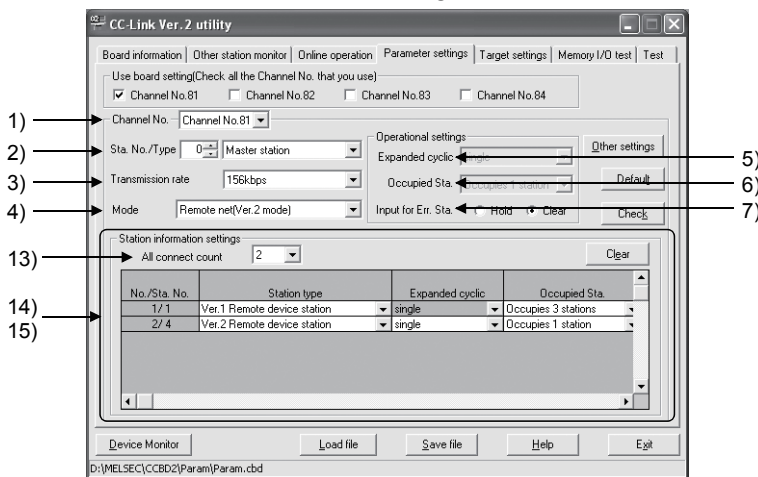 CC-Link Ver.2 utility
Board information Other station monitor Online operation Parameter settings Target settings Memory I/O test Test
Use board setting(Check all the Channel No. that you use)
Channel No.81 Channel No.82 Channel No.83 Channel No.84
1) Channel No. Channel No.81
2) Sta. No./Type 0 Master station
3) Transmission rate 156kbps
4) Mode Remote net(Ver.2 mode)
Operational settings
Expanded cyclic single 5)
Occupied Sta. Occupies 1 station 6)
Input for Err. Sta. Hold Clear 7)
Other settings
Default
Check
Station information settings
13) All connect count 2 Clear
No./Sta. No. Station type Expanded cyclic Occupied Sta.
1/ 1 Ver.1 Remote device station single Occupies 3 stations
2/ 4 Ver.2 Remote device station single Occupies 1 station
14)
15)
Device Monitor Load file Save file Help Exit
D:\MELSEC\CCBD2\Param\Param.cbd